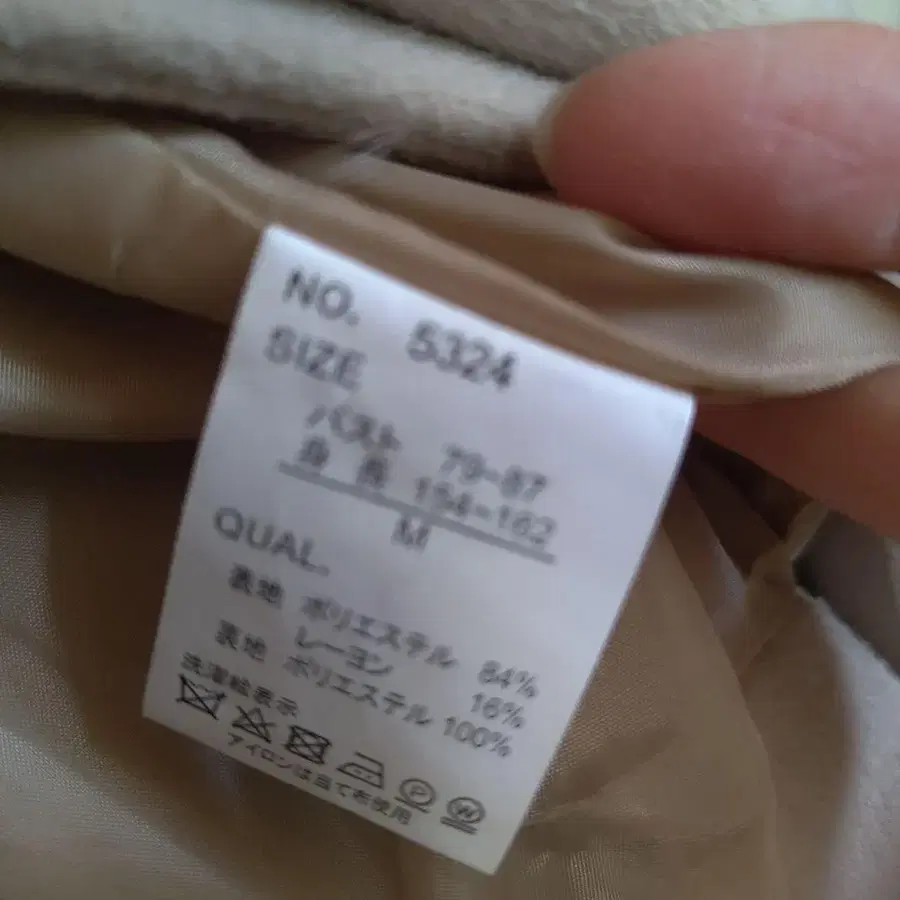 NO. 5324
SIZE
バスト 79~87
身長 154~162
M
QUAL.
表地 ポリエステル 84%
レーヨン 16%
裏地 ポリエステル 100%
洗濯絵表示
P W
アイロンは当て布使用